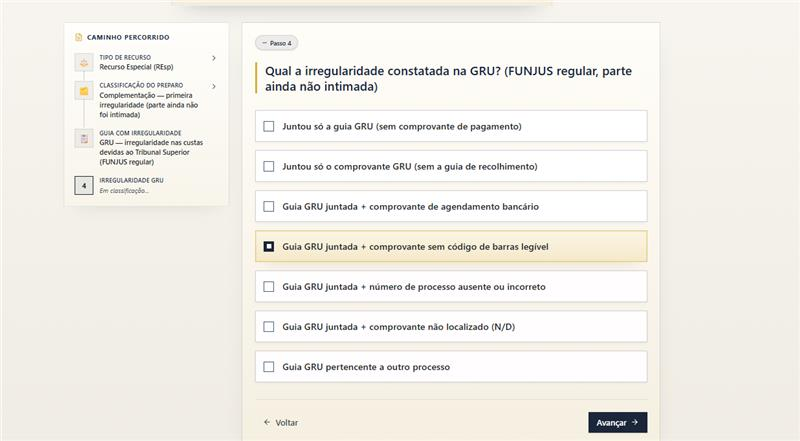 CAMINHO PERCORRIDO
TIPO DE RECURSO
Recurso Especial (REsp)
CLASSIFICAÇÃO DO PREPARO
Complementação — primeira
irregularidade (parte ainda não
foi intimada)
GUIA COM IRREGULARIDADE
GRU — irregularidade nas custas
devidas ao Tribunal Superior
(FUNJUS regular)
4
IRREGULARIDADE GRU
Em classificação...
— Passo 4
Qual a irregularidade constatada na GRU? (FUNJUS regular, parte
ainda não intimada)
Juntou só a guia GRU (sem comprovante de pagamento)
Juntou só o comprovante GRU (sem a guia de recolhimento)
Guia GRU juntada + comprovante de agendamento bancário
Guia GRU juntada + comprovante sem código de barras legível
Guia GRU juntada + número de processo ausente ou incorreto
Guia GRU juntada + comprovante não localizado (N/D)
Guia GRU pertencente a outro processo
← Voltar
Avançar →